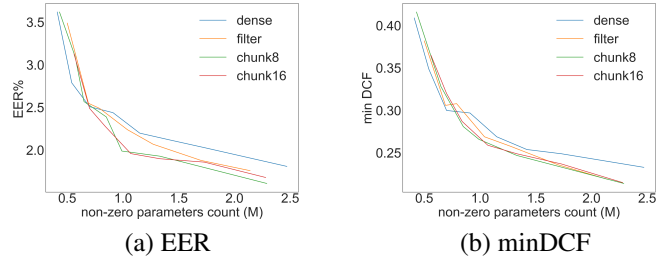 3.5
3.0
2.5
2.0
EER%
dense
filter
chunk8
chunk16
0.5 1.0 1.5 2.0 2.5
non-zero parameters count (M)
(a) EER
0.40
0.35
0.30
0.25
min DCF
dense
filter
chunk8
chunk16
0.5 1.0 1.5 2.0 2.5
non-zero parameters count (M)
(b) minDCF